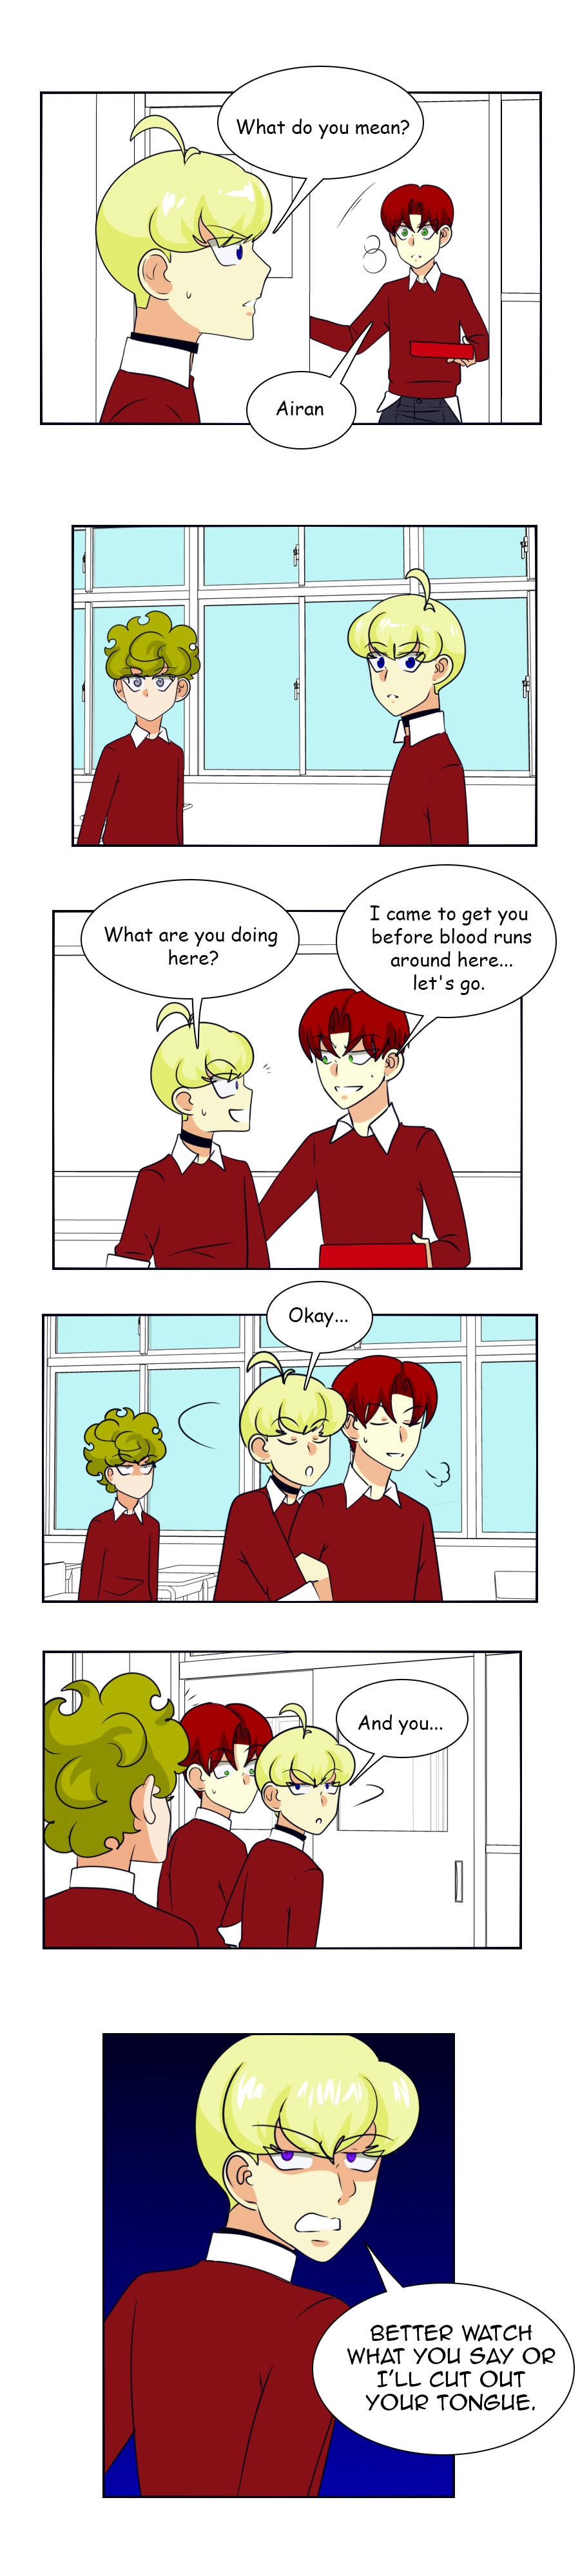 What do you mean?
Airan
What are you doing
here?
I came to get you
before blood runs
around here...
let's go.
Okay...
And you...
BETTER WATCH
WHAT YOU SAY OR
I'LL CUT OUT
YOUR TONGUE.